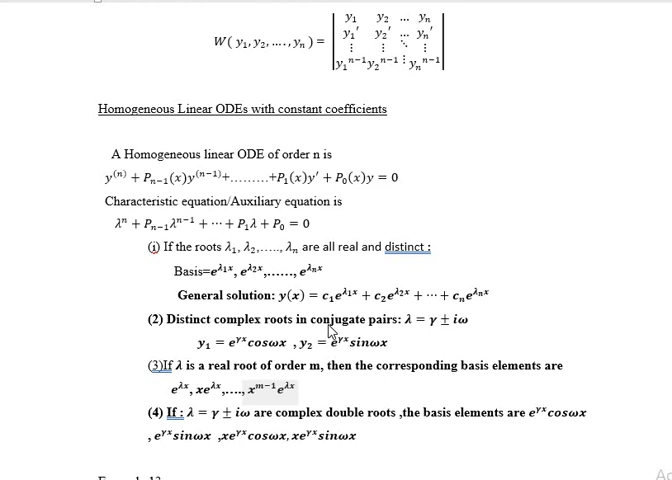 W( y₁, y₂, ...., yₙ ) = | y₁ y₂ ... yₙ
y₁′ y₂′ ... yₙ′
⋮ ⋮ ⋱ ⋮
y₁ⁿ⁻¹ y₂ⁿ⁻¹ ⋮ yₙⁿ⁻¹ |
Homogeneous Linear ODEs with constant coefficients
A Homogeneous linear ODE of order n is
y⁽ⁿ⁾ + Pₙ₋₁(x)y⁽ⁿ⁻¹⁾+.........+P₁(x)y′ + P₀(x)y = 0
Characteristic equation/Auxiliary equation is
λⁿ + Pₙ₋₁λⁿ⁻¹ + ⋯ + P₁λ + P₀ = 0
(i) If the roots λ₁, λ₂,....., λₙ are all real and distinct :
Basis=e^λ₁x, e^λ₂x,......, e^λₙx
General solution: y(x) = c₁e^λ₁x + c₂e^λ₂x + ⋯ + cₙe^λₙx
(2) Distinct complex roots in conjugate pairs: λ = γ ± iω
y₁ = e^γx cosωx , y₂ = e^γx sinωx
(3)If λ is a real root of order m, then the corresponding basis elements are
e^λx, xe^λx,...., x^m−1 e^λx
(4) If : λ = γ ± iω are complex double roots ,the basis elements are e^γx cosωx
, e^γx sinωx ,xe^γx cosωx, xe^γx sinωx